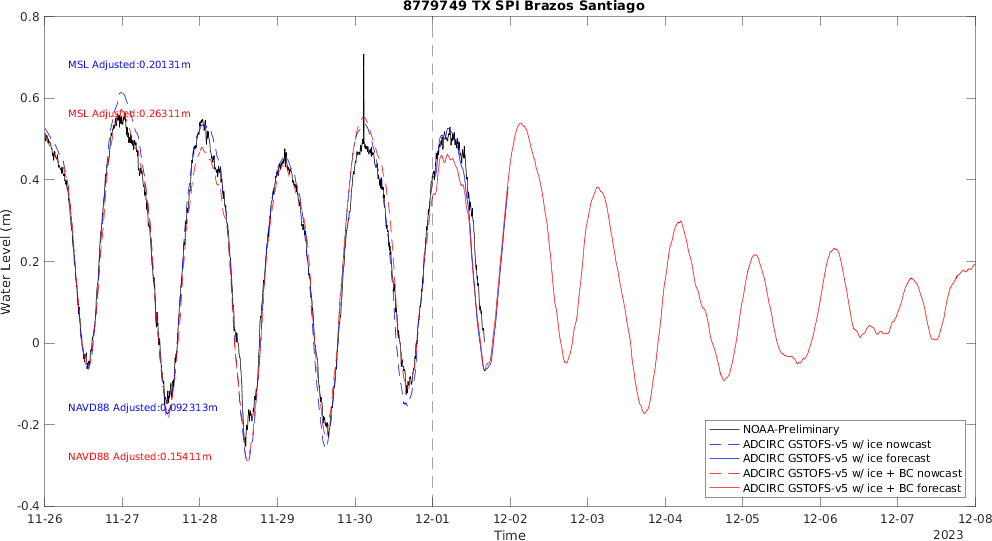 8779749 TX SPI Brazos Santiago
0.8
0.6
0.4
0.2
0
-0.2
-0.4
Water Level (m)
MSL Adjusted:0.20131m
MSL Adjusted:0.26311m
NAVD88 Adjusted:0.092313m
NAVD88 Adjusted:0.15411m
NOAA-Preliminary
ADCIRC GSTOFS-v5 w/ ice nowcast
ADCIRC GSTOFS-v5 w/ ice forecast
ADCIRC GSTOFS-v5 w/ ice + BC nowcast
ADCIRC GSTOFS-v5 w/ ice + BC forecast
11-26 11-27 11-28 11-29 11-30 12-01 12-02 12-03 12-04 12-05 12-06 12-07 12-08
Time
2023